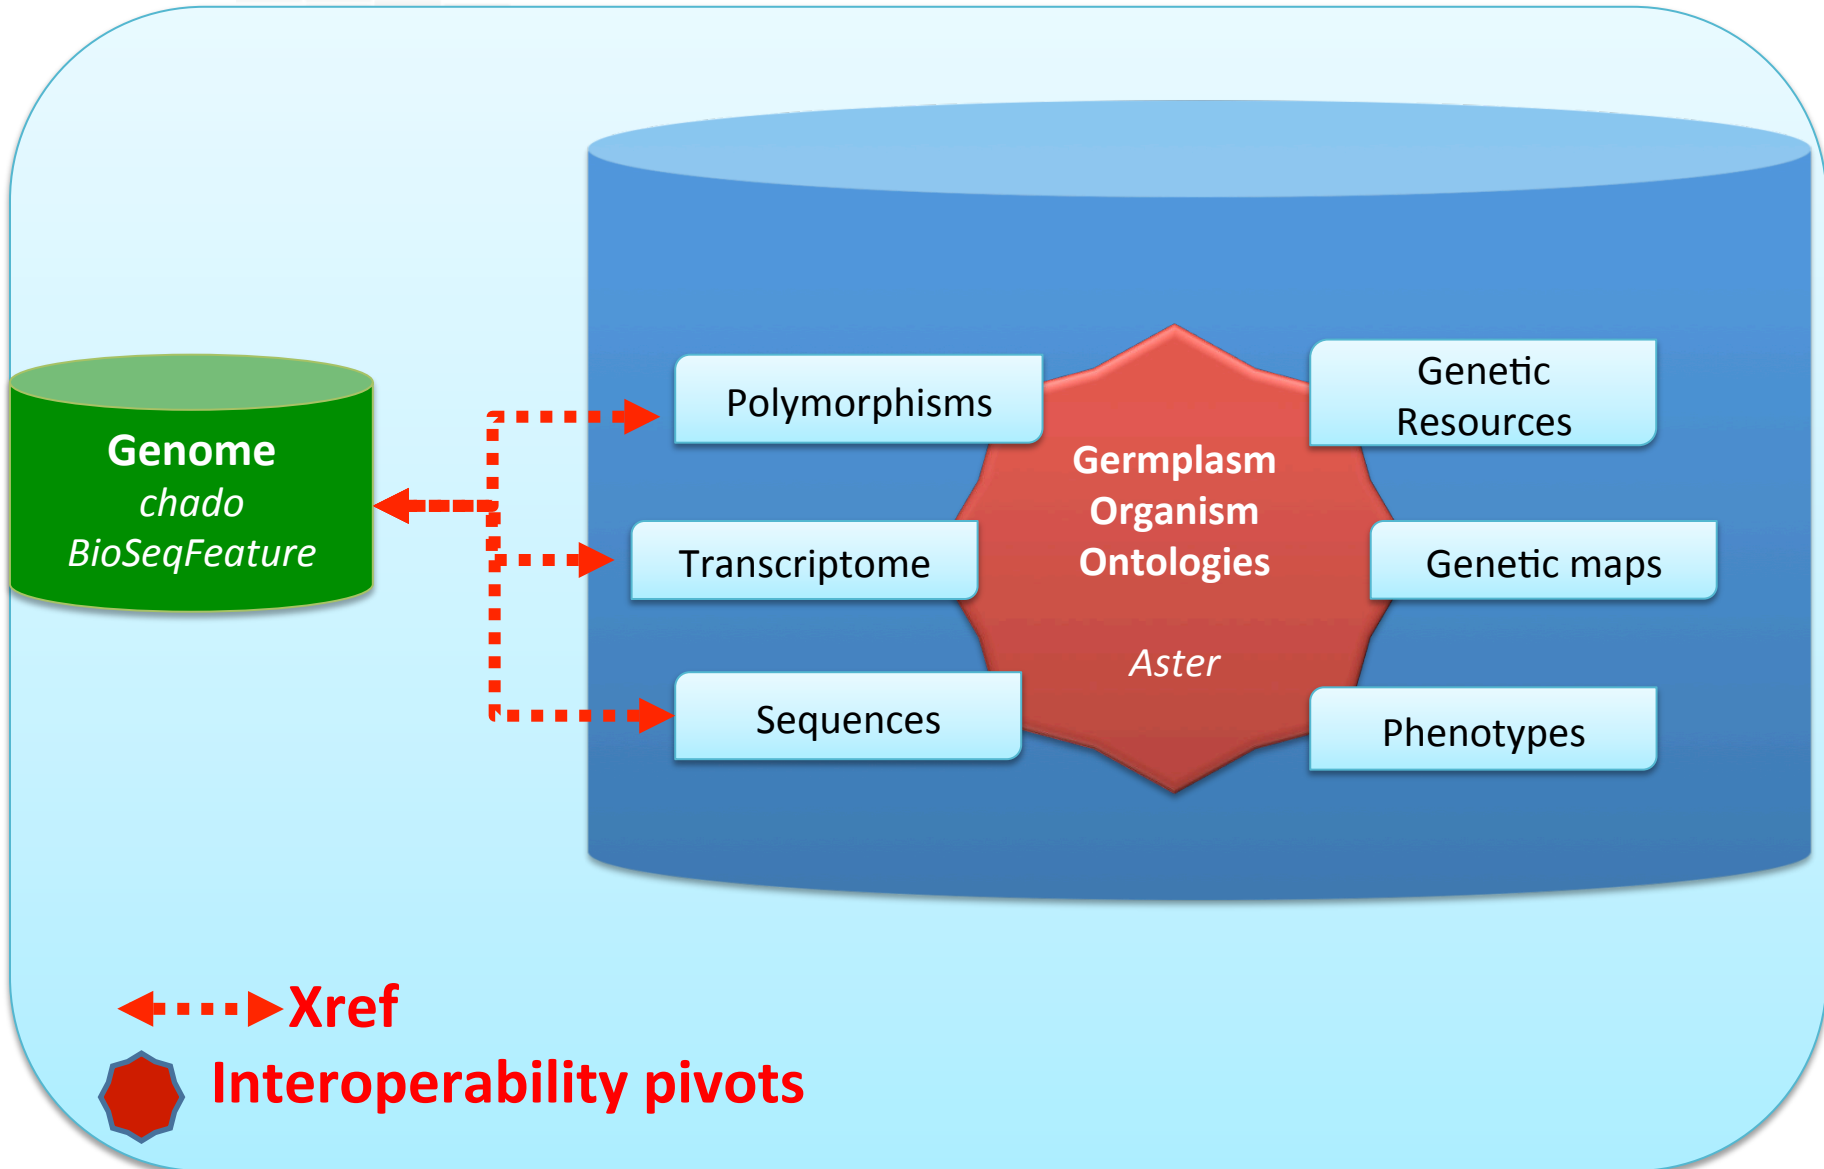 Genome
chado
BioSeqFeature
Polymorphisms
Transcriptome
Sequences
Germplasm
Organism
Ontologies
Aster
Genetic
Resources
Genetic maps
Phenotypes
Xref
Interoperability pivots